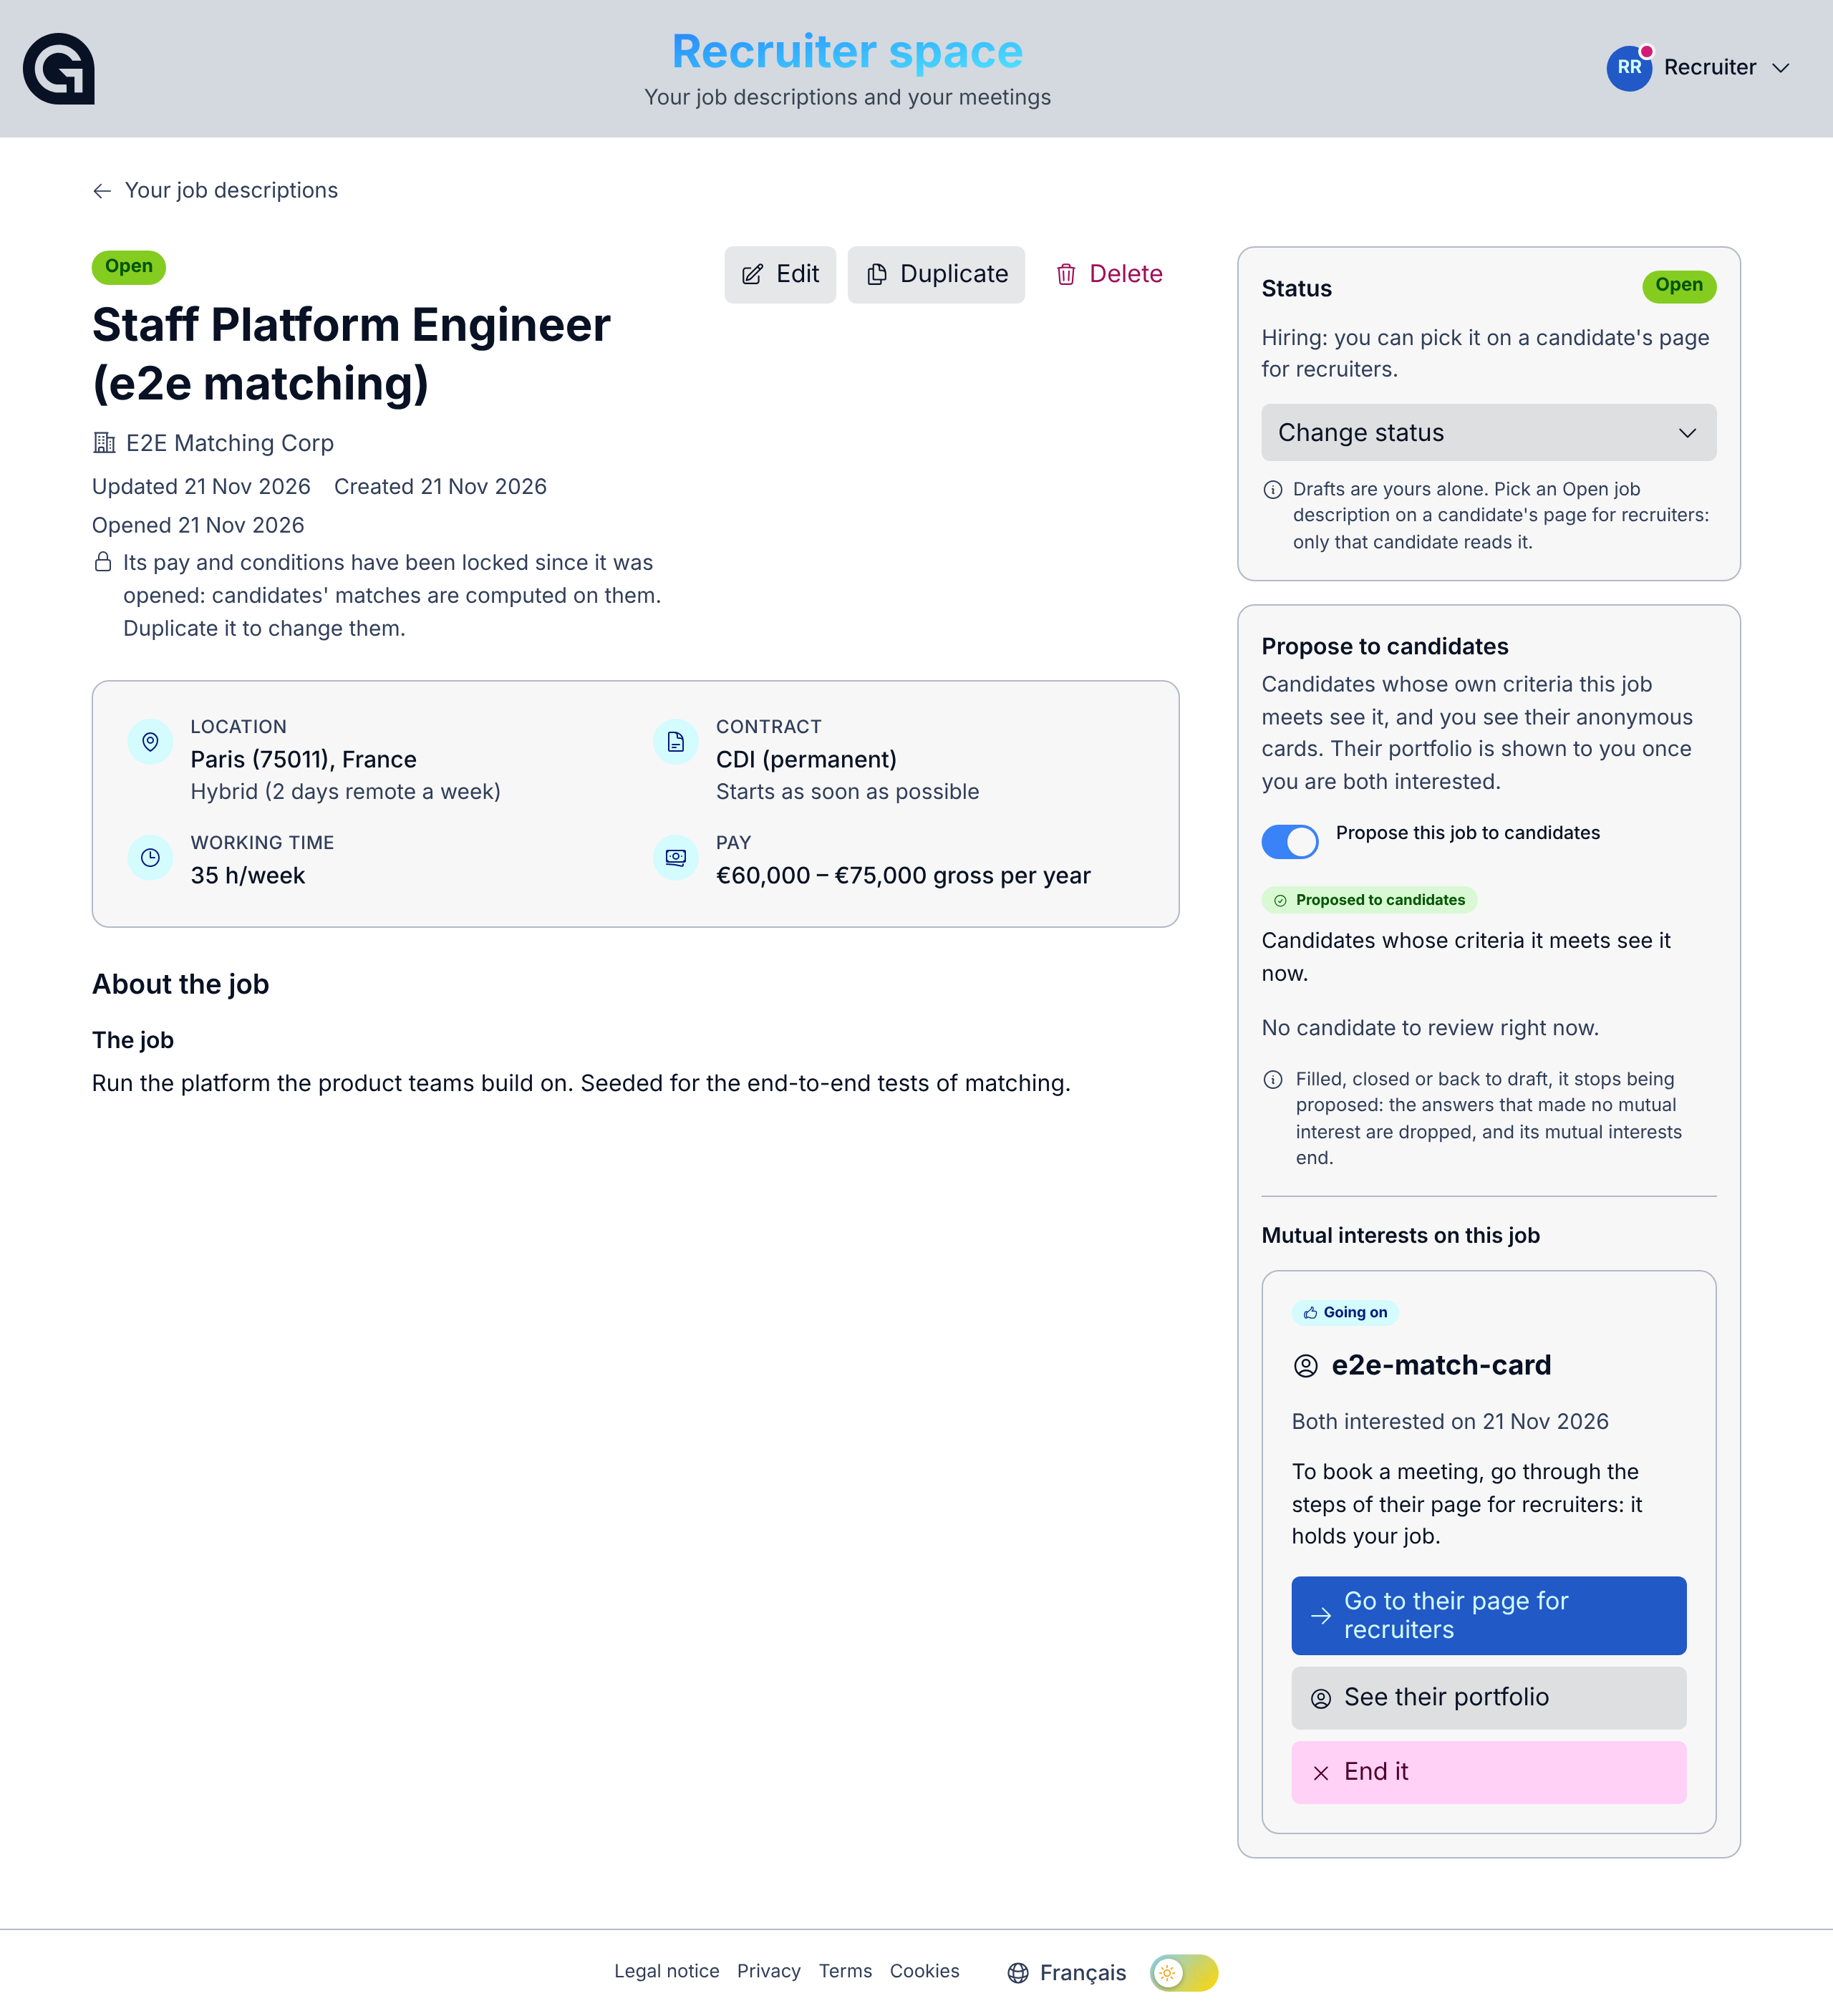 Recruiter space
Your job descriptions and your meetings
RR
Recruiter
Your job descriptions
Open
Edit
Duplicate
Delete
Staff Platform Engineer
(e2e matching)
E2E Matching Corp
Updated 21 Nov 2026 Created 21 Nov 2026
Opened 21 Nov 2026
Its pay and conditions have been locked since it was
opened: candidates' matches are computed on them.
Duplicate it to change them.
LOCATION
Paris (75011), France
Hybrid (2 days remote a week)
CONTRACT
CDI (permanent)
Starts as soon as possible
WORKING TIME
35 h/week
PAY
€60,000 – €75,000 gross per year
About the job
The job
Run the platform the product teams build on. Seeded for the end-to-end tests of matching.
Status
Open
Hiring: you can pick it on a candidate's page
for recruiters.
Change status
Drafts are yours alone. Pick an Open job
description on a candidate's page for recruiters:
only that candidate reads it.
Propose to candidates
Candidates whose own criteria this job
meets see it, and you see their anonymous
cards. Their portfolio is shown to you once
you are both interested.
Propose this job to candidates
Proposed to candidates
Candidates whose criteria it meets see it
now.
No candidate to review right now.
Filled, closed or back to draft, it stops being
proposed: the answers that made no mutual
interest are dropped, and its mutual interests
end.
Mutual interests on this job
Going on
e2e-match-card
Both interested on 21 Nov 2026
To book a meeting, go through the
steps of their page for recruiters: it
holds your job.
Go to their page for
recruiters
See their portfolio
End it
Legal notice Privacy Terms Cookies
Français